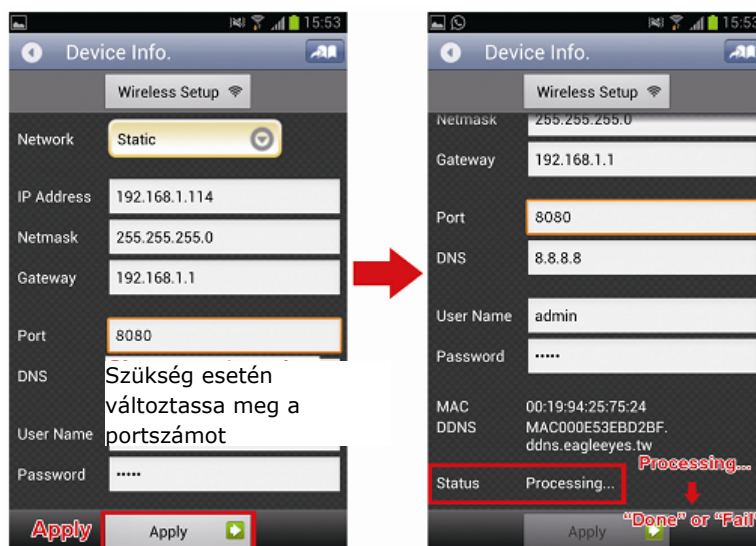 15:53
Device Info.
Wireless Setup
Network Static
IP Address 192.168.1.114
Netmask 255.255.255.0
Gateway 192.168.1.1
Port 8080
DNS
Szükség esetén
változtassa meg a
portszámot
User Name
Password •••••
Apply Apply
15:53
Device Info.
Wireless Setup
Netmask 255.255.255.0
Gateway 192.168.1.1
Port 8080
DNS 8.8.8.8
User Name admin
Password •••••
MAC 00:19:94:25:75:24
DDNS MAC000E53EBD2BF.
ddns.eagleeyes.tw
Processing...
Status Processing...
"Done" or "Fail"
Apply